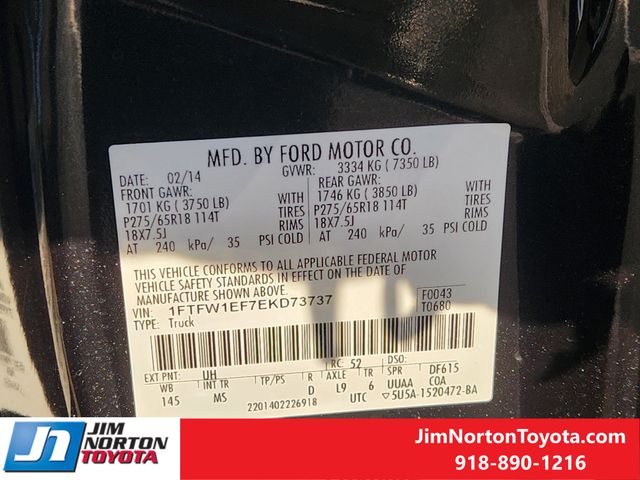 MFD. BY FORD MOTOR CO.
DATE: 02/14 GVWR: 3334 KG ( 7350 LB)
FRONT GAWR: REAR GAWR:
1701 KG ( 3750 LB) WITH 1746 KG ( 3850 LB) WITH
P275/65R18 114T TIRES P275/65R18 114T TIRES
18X7.5J RIMS 18X7.5J RIMS
AT 240 kPa/ 35 PSI COLD AT 240 kPa/ 35 PSI COLD
THIS VEHICLE CONFORMS TO ALL APPLICABLE FEDERAL MOTOR
VEHICLE SAFETY STANDARDS IN EFFECT ON THE DATE OF
MANUFACTURE SHOWN ABOVE.
VIN: 1FTFW1EF7EKD73737 F0043
TYPE: Truck T0680
EXT PNT: UH RC: 52 DSO:
WB TP/PS R AXLE TR SPR DF615
145 MS D L9 6 UUAA COA
2201402226918 UTC 5U5A-1520472-BA
JIM
NORTON
TOYOTA
JimNortonToyota.com
918-890-1216